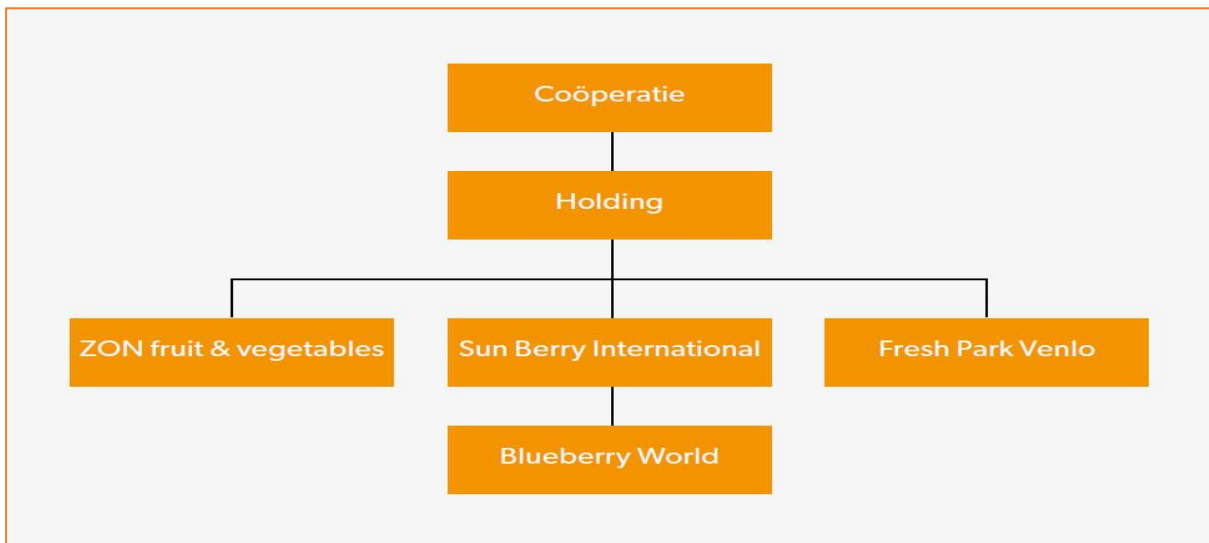 Coöperatie
Holding
ZON fruit & vegetables
Sun Berry International
Fresh Park Venlo
Blueberry World